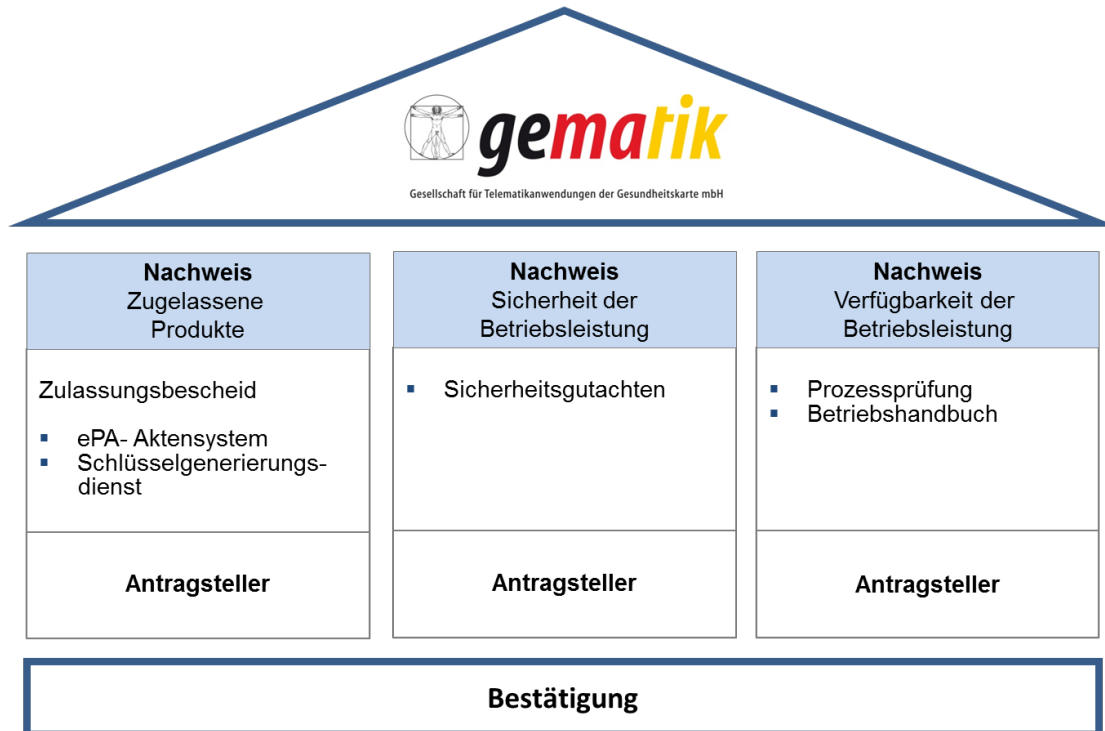 gematik
Gesellschaft für Telematikanwendungen der Gesundheitskarte mbH
Nachweis
Zugelassene
Produkte
Zulassungsbescheid
ePA- Aktensystem
Schlüsselgenerierungs-
dienst
Antragsteller
Nachweis
Sicherheit der
Betriebsleistung
Sicherheitsgutachten
Antragsteller
Nachweis
Verfügbarkeit der
Betriebsleistung
Prozessprüfung
Betriebshandbuch
Antragsteller
Bestätigung